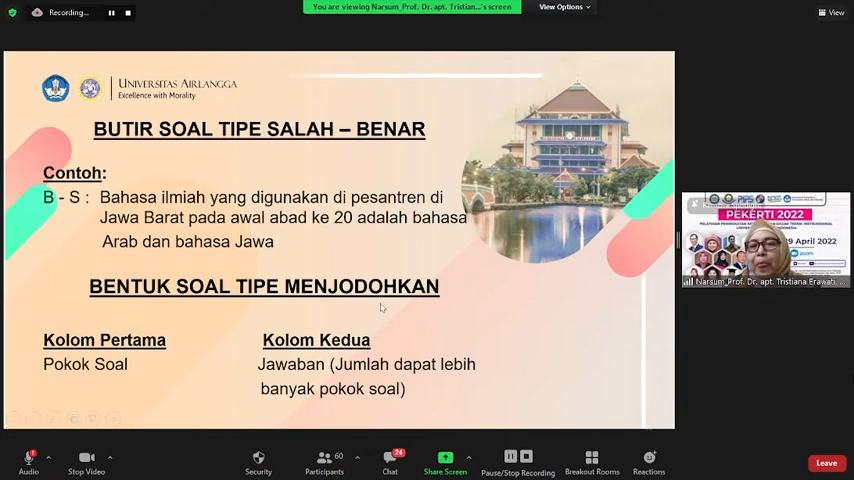 Recording...
You are viewing Narsum_Prof. Dr. apt. Tristian...'s screen
View Options
View
UNIVERSITAS AIRLANGGA
Excellence with Morality
BUTIR SOAL TIPE SALAH – BENAR
Contoh:
B - S : Bahasa ilmiah yang digunakan di pesantren di
Jawa Barat pada awal abad ke 20 adalah bahasa
Arab dan bahasa Jawa
BENTUK SOAL TIPE MENJODOHKAN
Kolom Pertama
Kolom Kedua
Pokok Soal
Jawaban (Jumlah dapat lebih
banyak pokok soal)
PEKERTI 2022
9 April 2022
zoom
Narsum_Prof. Dr. apt. Tristiana Erawati, ...
60
24
Audio
Stop Video
Security
Participants
Chat
Share Screen
Pause/Stop Recording
Breakout Rooms
Reactions
Leave